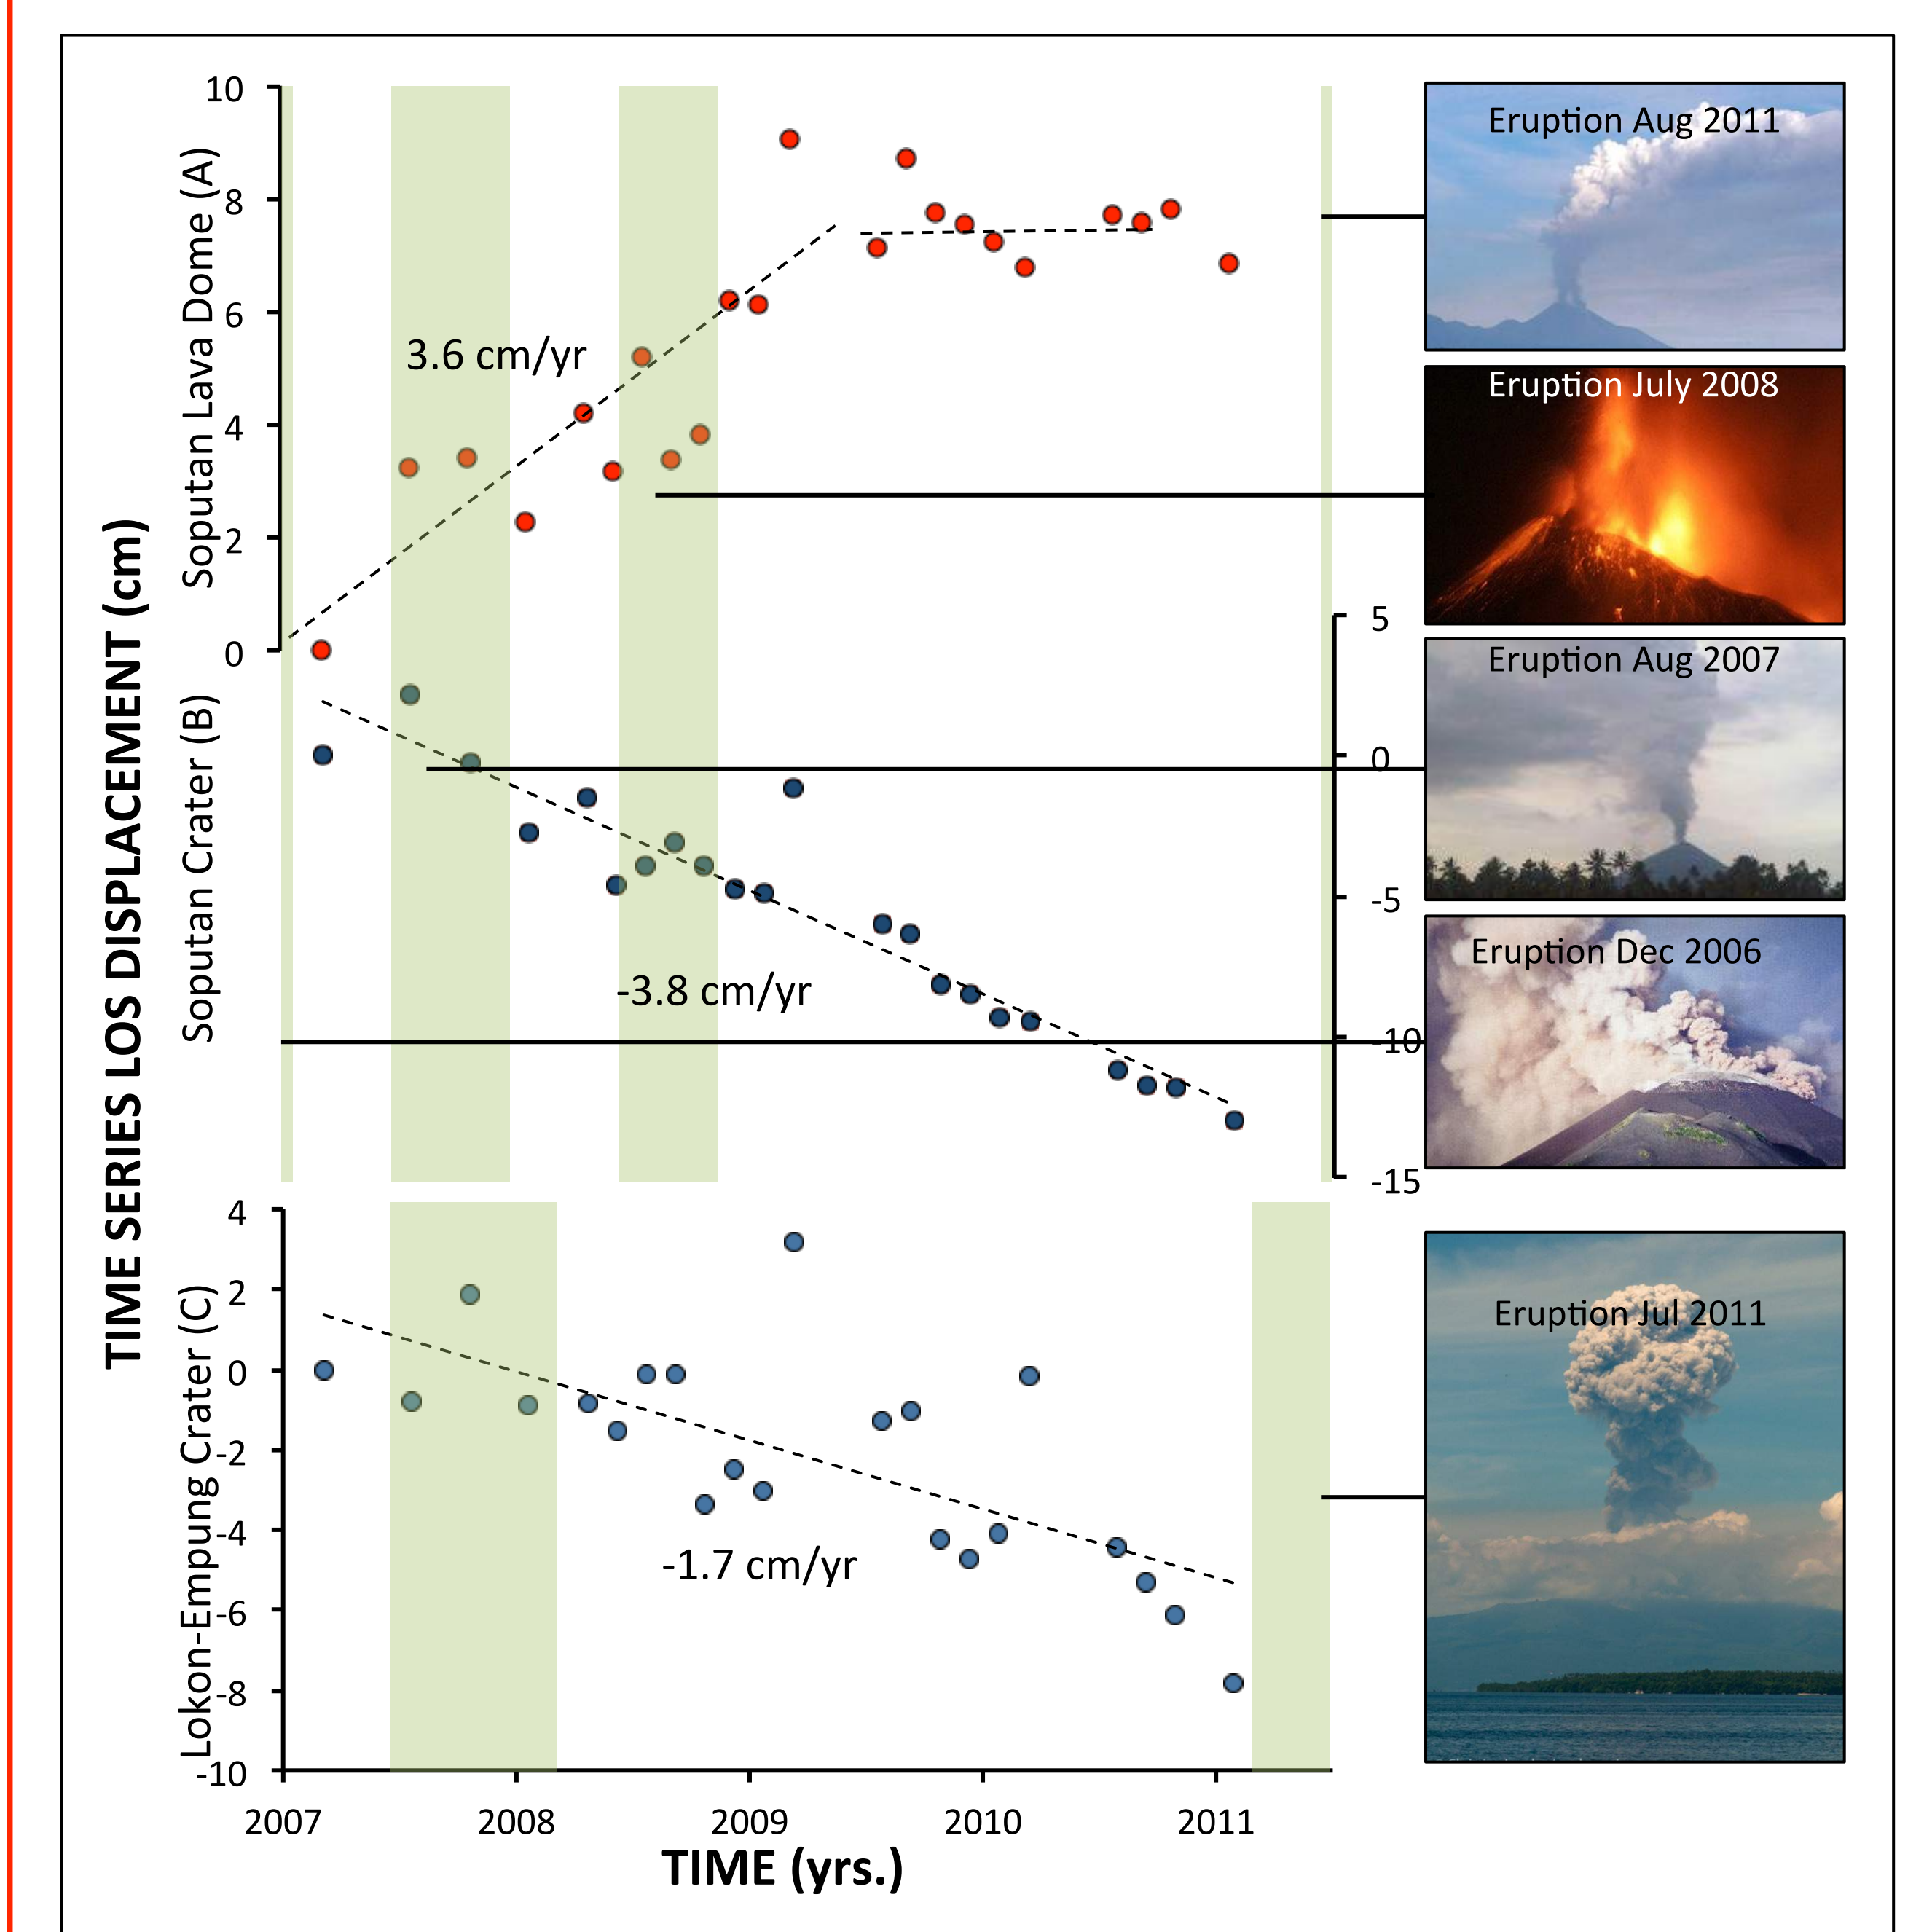 TIME SERIES LOS DISPLACEMENT (cm)
Soputan Lava Dome (A)
10
8
6
4
2
0
3.6 cm/yr
Soputan Crater (B)
5
0
-5
-10
-15
-3.8 cm/yr
Lokon-Empung Crater (C)
4
2
0
-2
-4
-6
-8
-10
-1.7 cm/yr
2007 2008 2009 2010 2011
TIME (yrs.)
Eruption Aug 2011
Eruption July 2008
Eruption Aug 2007
Eruption Dec 2006
Eruption Jul 2011